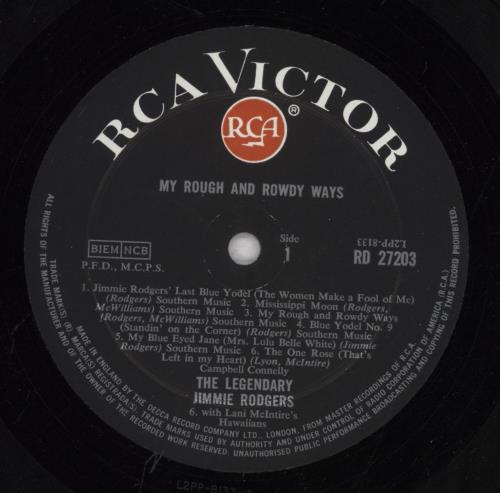 RCA VICTOR
RCA
®
MY ROUGH AND ROWDY WAYS
BIEM NCB
P.F.D., M.C.P.S.
Side
1
L2PP-8133
RD 27203
1. Jimmie Rodgers' Last Blue Yodel (The Women Make a Fool of Me)
(Rodgers) Southern Music 2. Mississippi Moon (Rodgers,
McWilliams) Southern Music 3. My Rough and Rowdy Ways
(Rodgers, McWilliams) Southern Music 4. Blue Yodel No. 9
(Standin' on the Corner) (Rodgers) Southern Music
5. My Blue Eyed Jane (Mrs. Lulu Belle White) (Jimmie
Rodgers) Southern Music 6. The One Rose (That's
Left in my Heart) (Lyon, McIntire)
Campbell Connelly
THE LEGENDARY
JIMMIE RODGERS
6. with Lani McIntire's
Hawaiians
ALL RIGHTS OF THE MANUFACTURER AND OF THE OWNER OF THE RECORDED WORK RESERVED. UNAUTHORISED PUBLIC PERFORMANCE BROADCASTING AND COPYING OF THIS RECORD PROHIBITED.
TRADE MARK(S) (R) MARCA(S) REGISTRADA(S). TRADE MARKS USED BY AUTHORITY AND UNDER CONTROL OF RADIO CORPORATION OF AMERICA (R.C.A.)
MADE IN ENGLAND BY THE DECCA RECORD COMPANY LTD., LONDON, FROM MASTER RECORDINGS OF R.C.A.